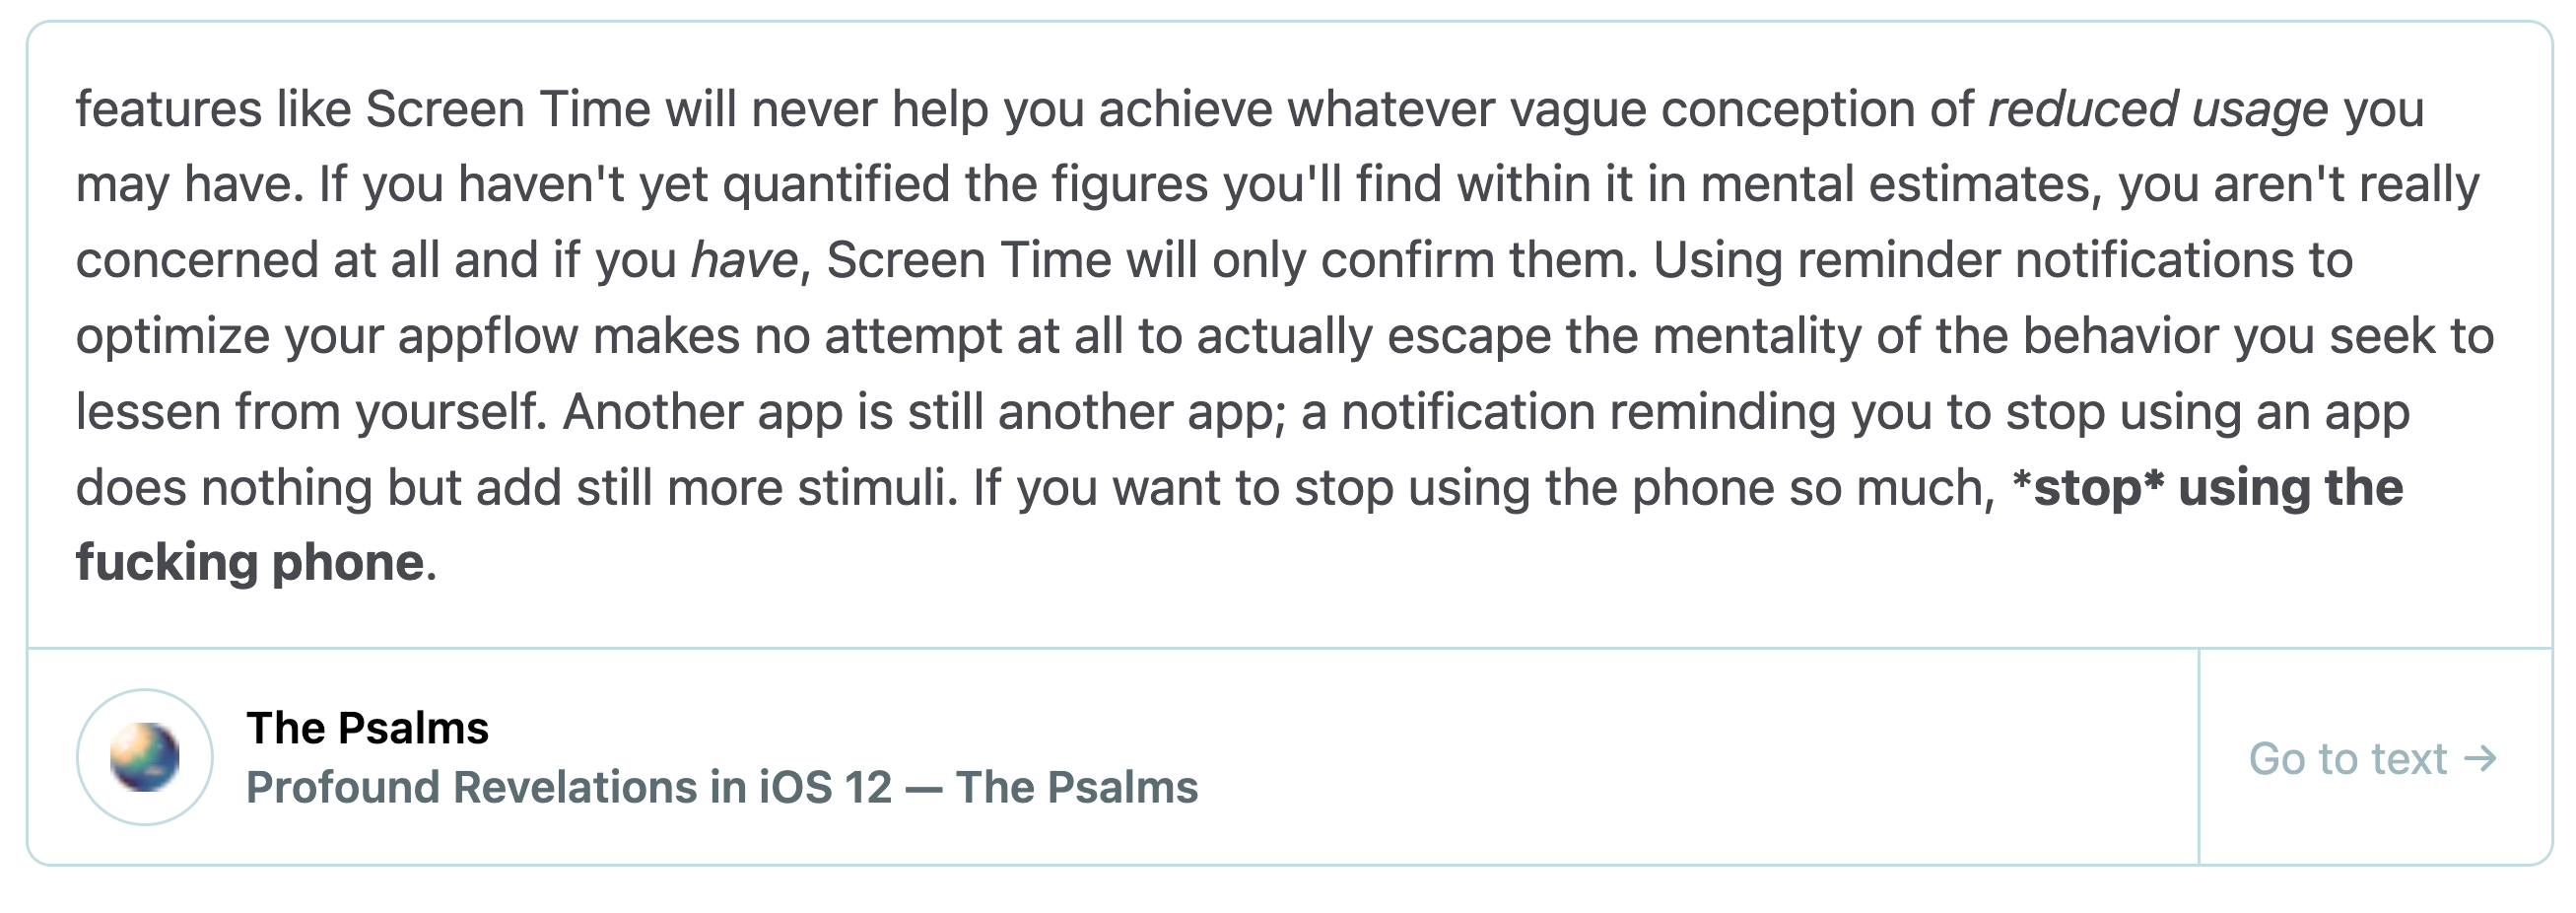 features like Screen Time will never help you achieve whatever vague conception of reduced usage you
may have. If you haven't yet quantified the figures you'll find within it in mental estimates, you aren't really
concerned at all and if you have, Screen Time will only confirm them. Using reminder notifications to
optimize your appflow makes no attempt at all to actually escape the mentality of the behavior you seek to
lessen from yourself. Another app is still another app; a notification reminding you to stop using an app
does nothing but add still more stimuli. If you want to stop using the phone so much, *stop* using the
fucking phone.
The Psalms
Profound Revelations in iOS 12 — The Psalms
Go to text →